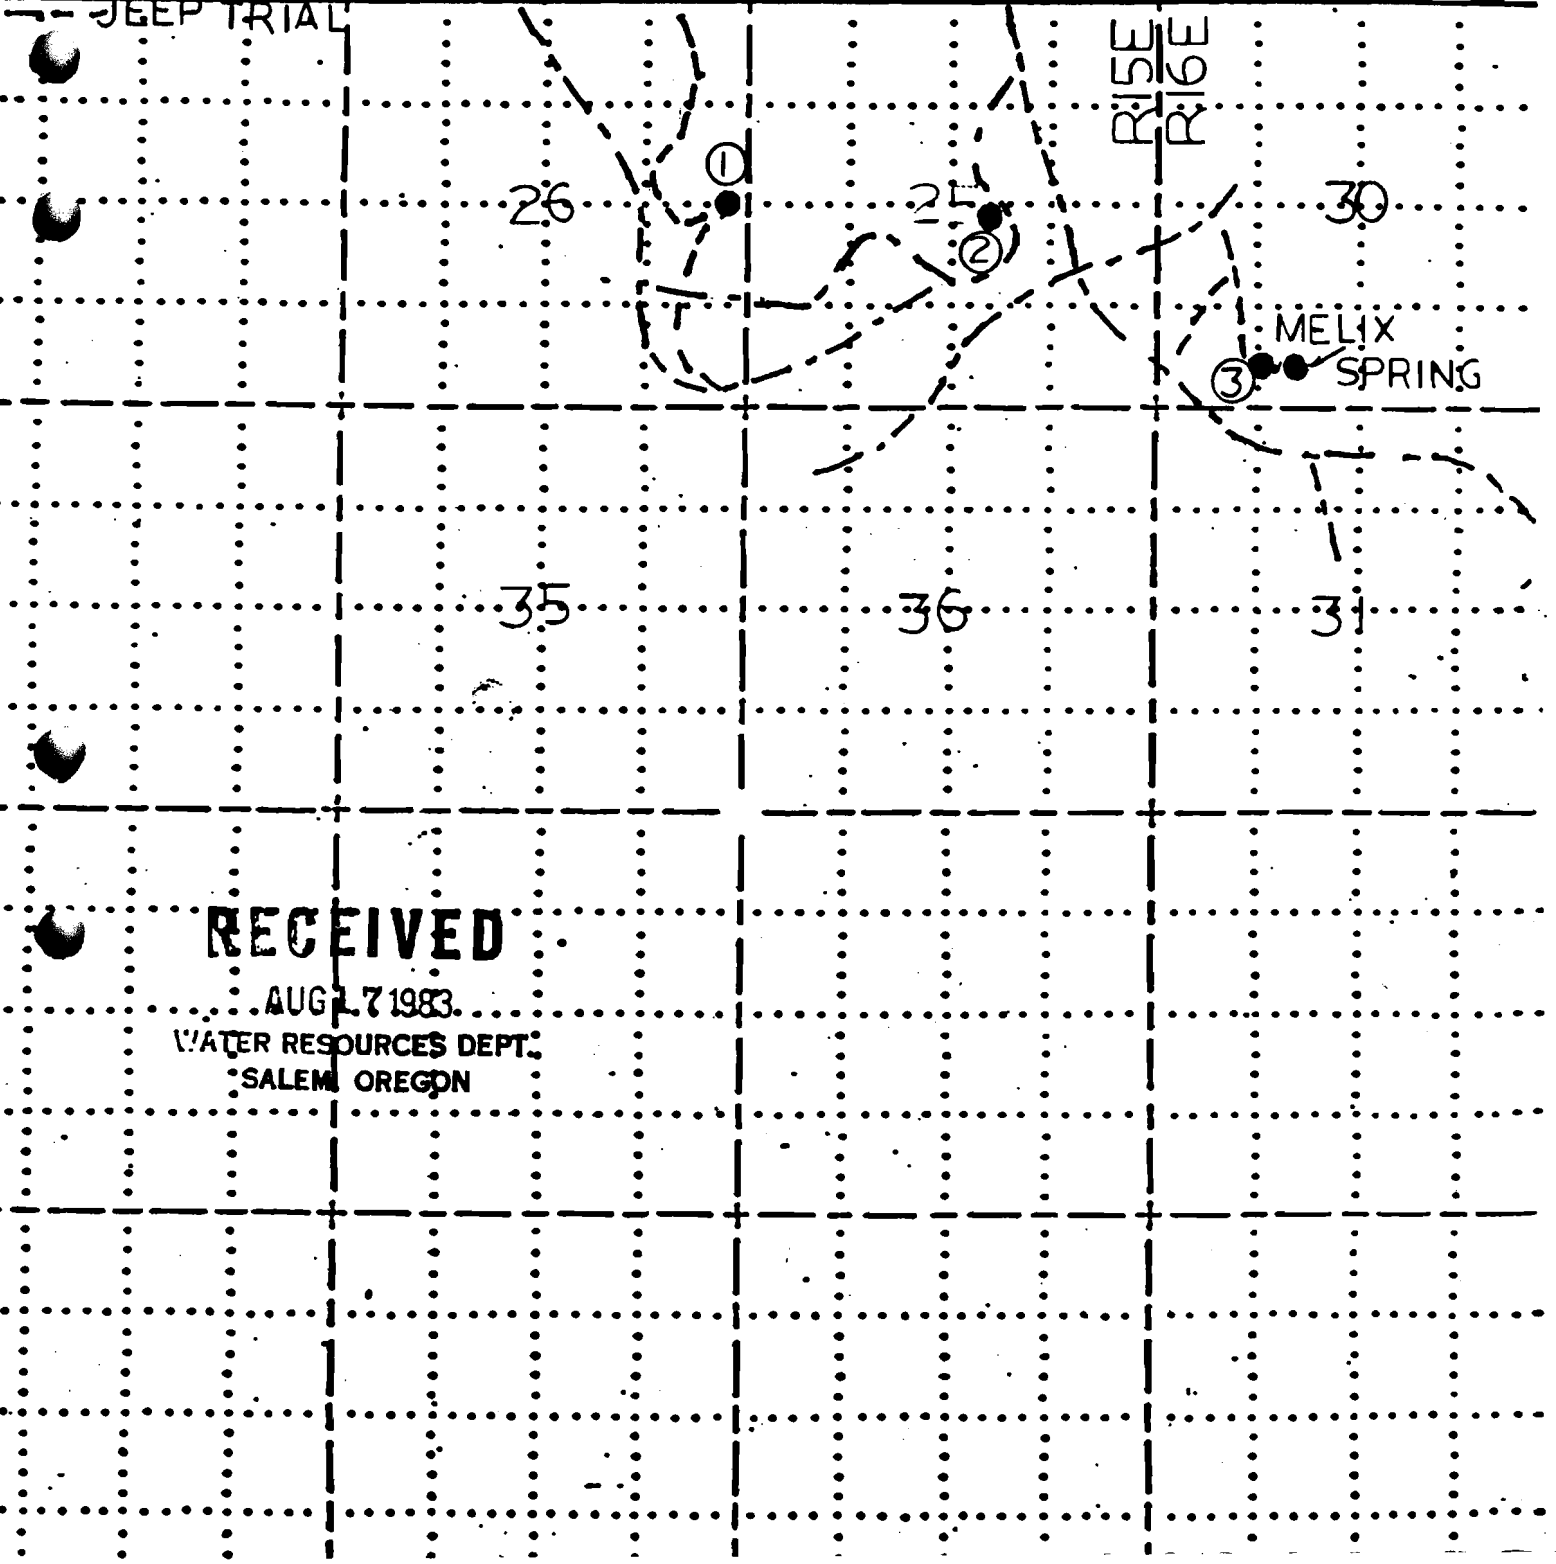 JEEP TRIAL
R15E
R16E
①
26
25
30
②
MELIX
SPRING
③
35
36
31
RECEIVED
AUG 17 1983
WATER RESOURCES DEPT.
SALEM, OREGON